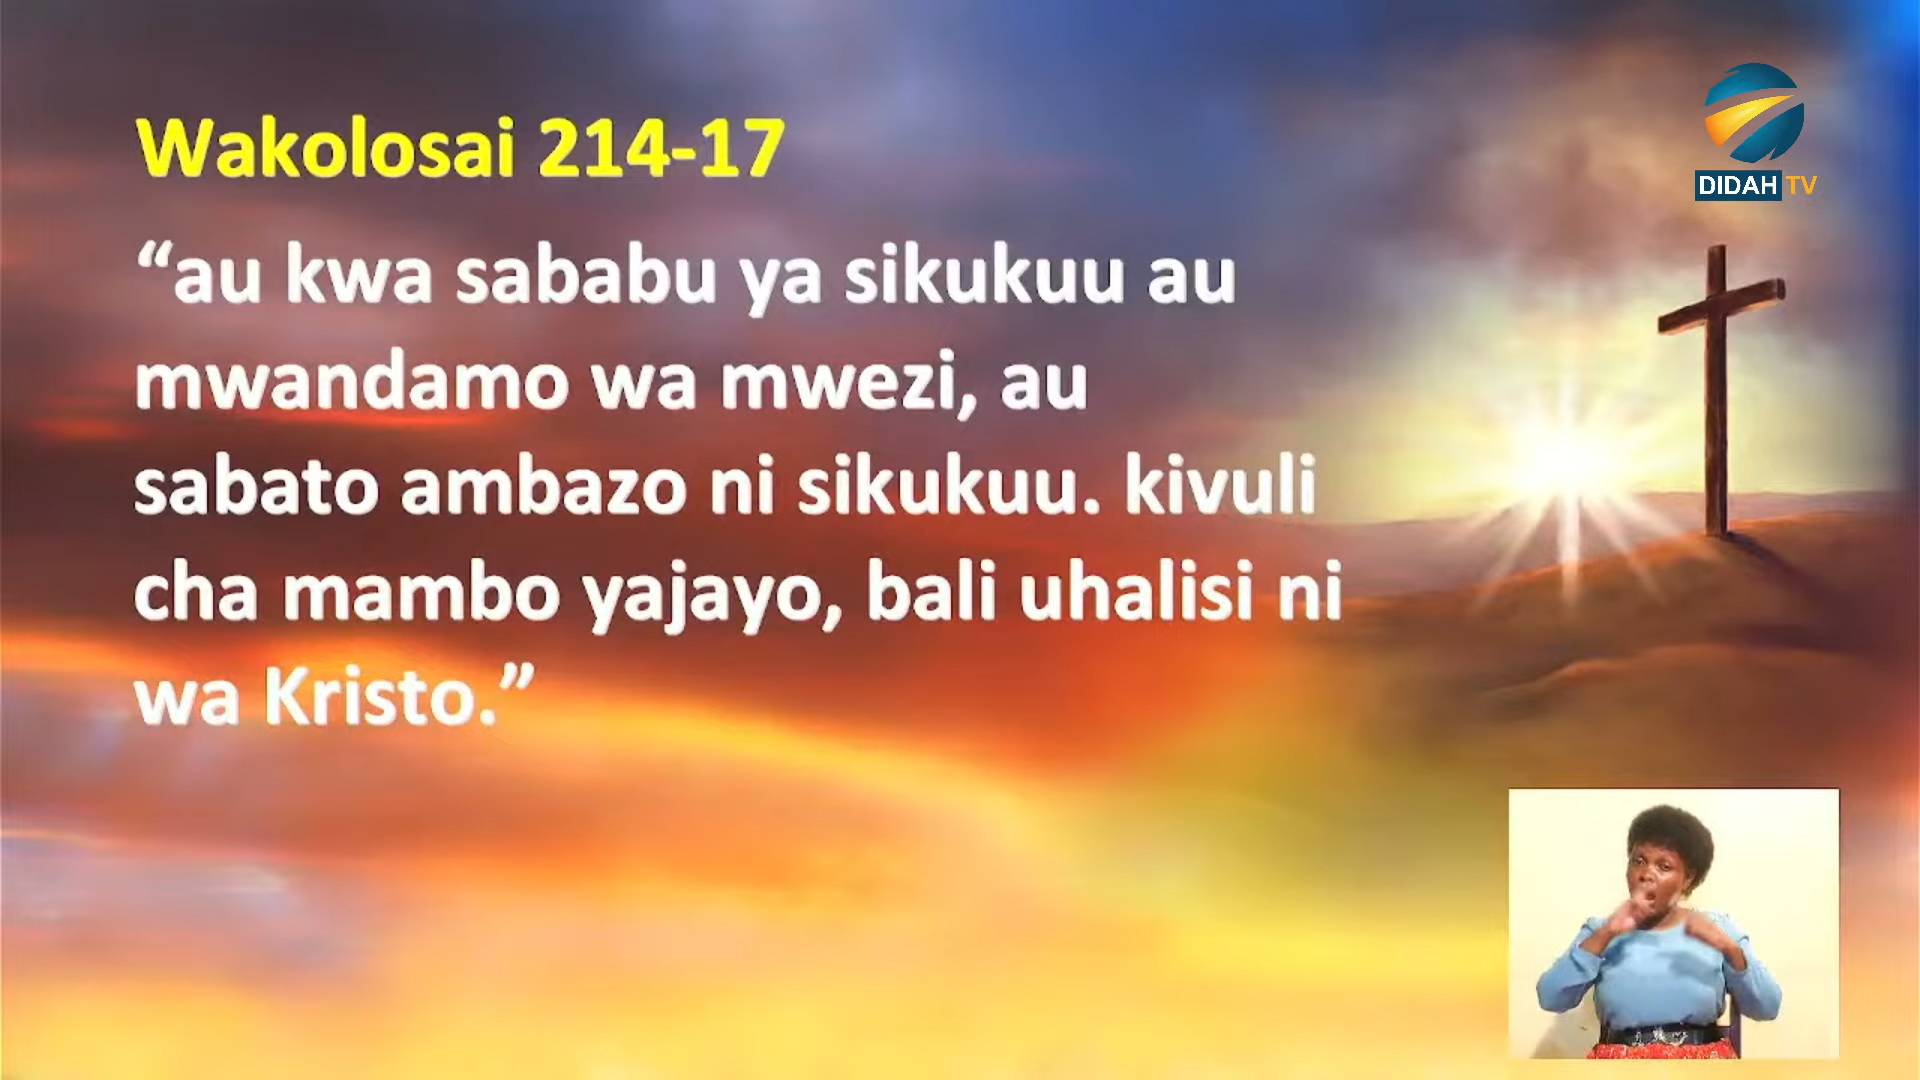 Wakolosai 214-17
“au kwa sababu ya sikukuu au
mwandamo wa mwezi, au
sabato ambazo ni sikukuu. kivuli
cha mambo yajayo, bali uhalisi ni
wa Kristo.”
DIDAH TV